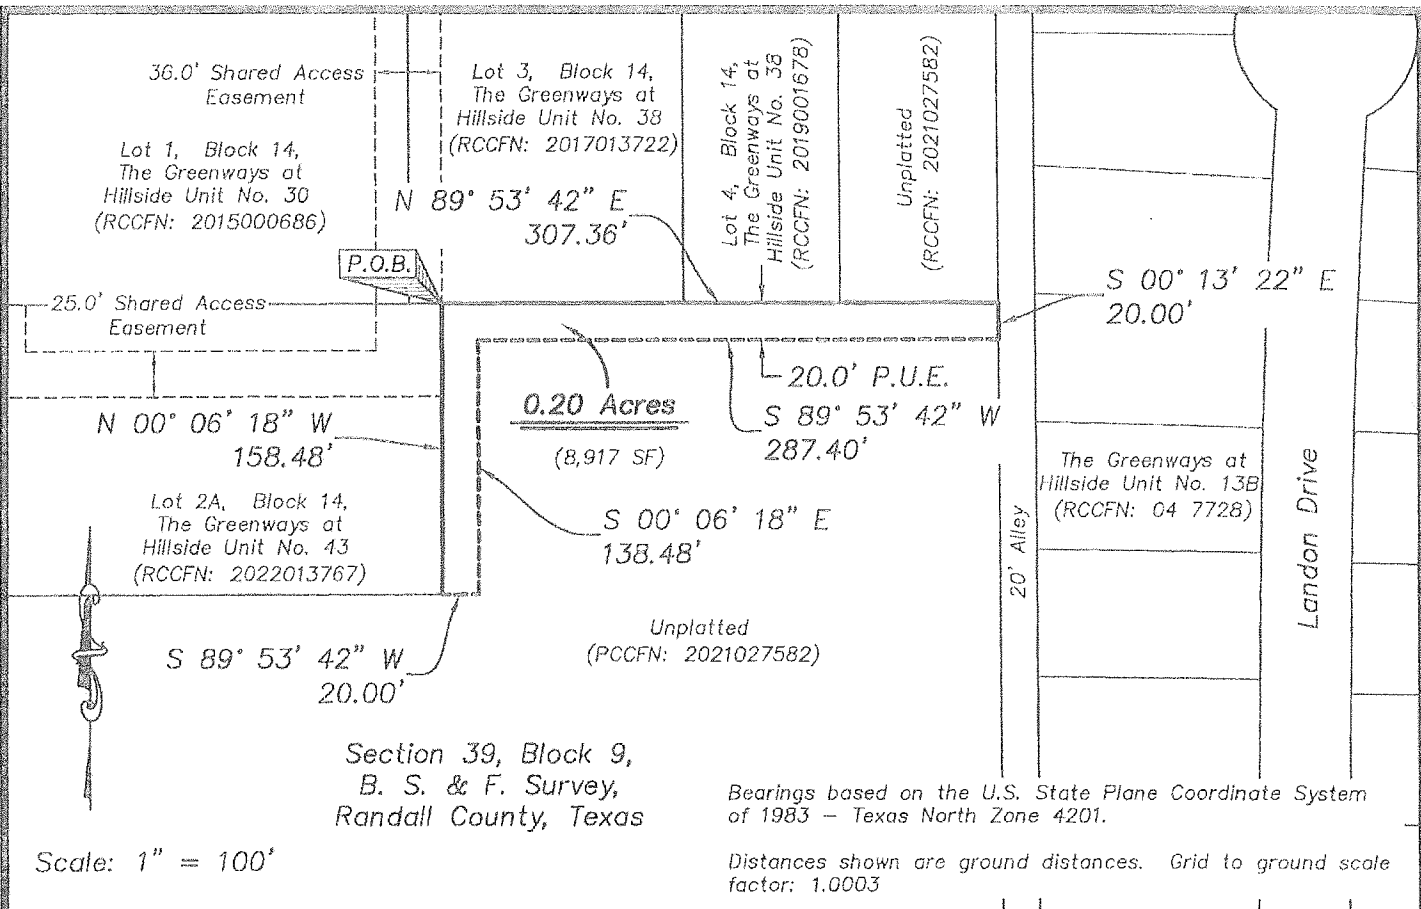 36.0' Shared Access
Easement
Lot 1, Block 14,
The Greenways at
Hillside Unit No. 30
(RCCFN: 2015000686)
Lot 3, Block 14,
The Greenways at
Hillside Unit No. 38
(RCCFN: 2017013722)
Lot 4, Block 14,
The Greenways at
Hillside Unit No. 38
(RCCFN: 2019001678)
Unplatted
(RCCFN: 2021027582)
N 89° 53' 42" E
307.36'
P.O.B.
25.0' Shared Access
Easement
S 00° 13' 22" E
20.00'
20.0' P.U.E.
0.20 Acres
(8,917 SF)
S 89° 53' 42" W
287.40'
N 00° 06' 18" W
158.48'
The Greenways at
Hillside Unit No. 13B
(RCCFN: 04 7728)
Lot 2A, Block 14,
The Greenways at
Hillside Unit No. 43
(RCCFN: 2022013767)
S 00° 06' 18" E
138.48'
20' Alley
Landon Drive
Unplatted
(PCCFN: 2021027582)
S 89° 53' 42" W
20.00'
Section 39, Block 9,
B. S. & F. Survey,
Randall County, Texas
Scale: 1" = 100'
Bearings based on the U.S. State Plane Coordinate System
of 1983 – Texas North Zone 4201.
Distances shown are ground distances. Grid to ground scale
factor: 1.0003